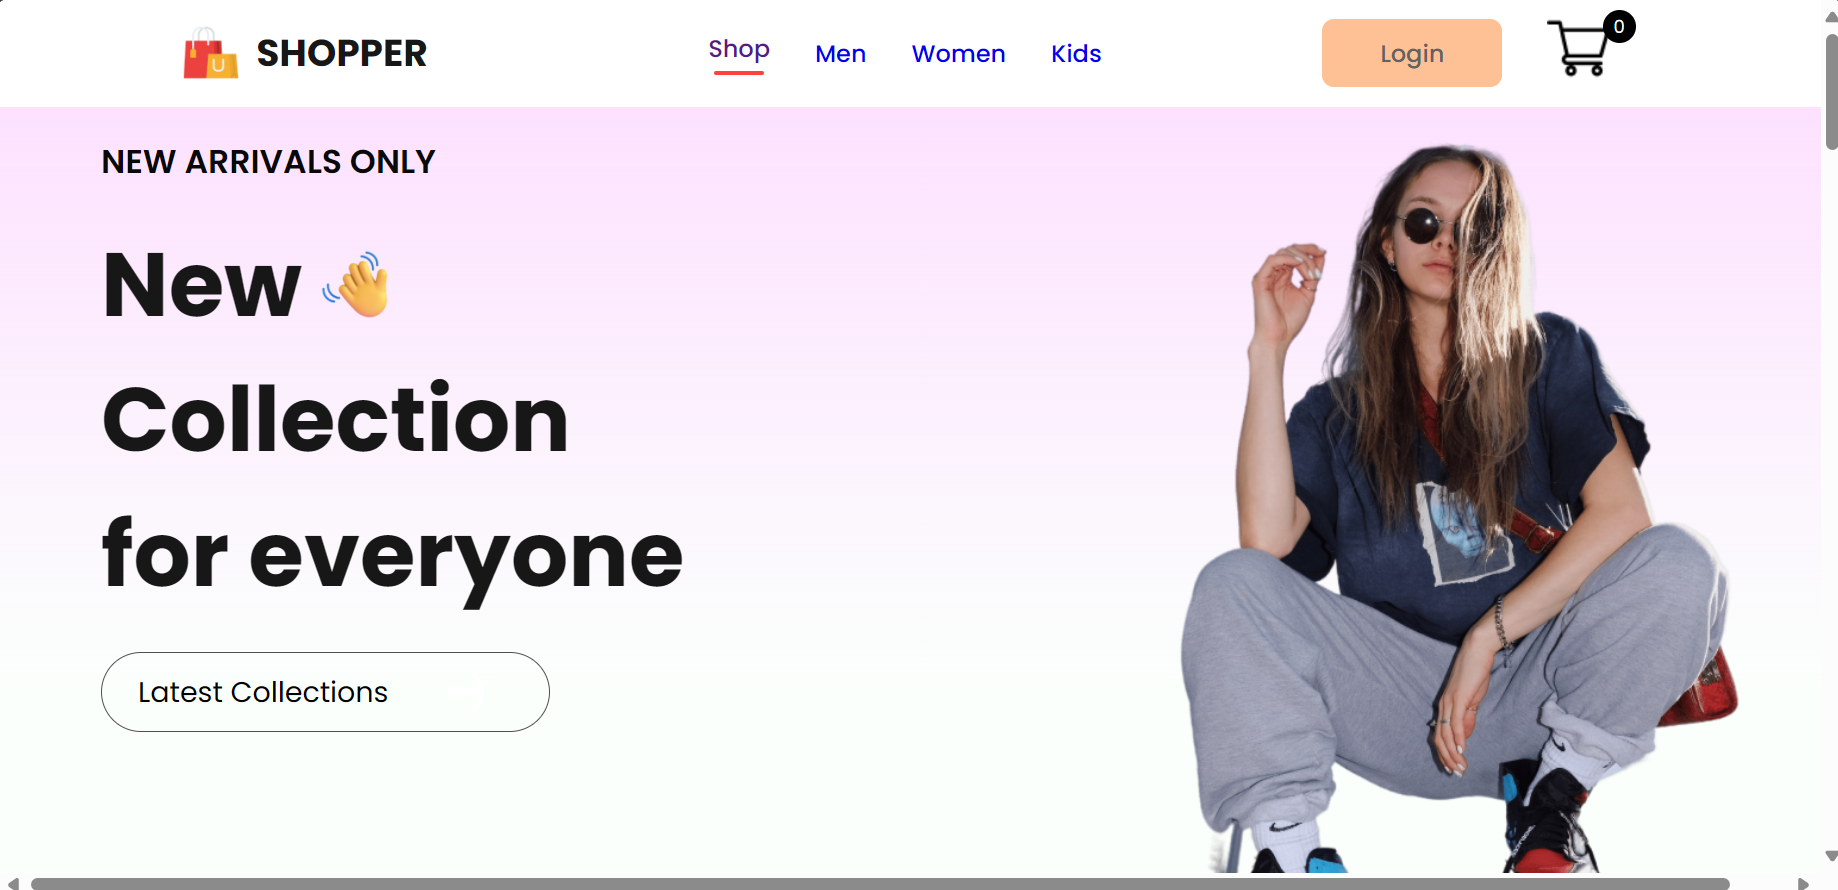 SHOPPER
Shop Men Women Kids
Login
0
NEW ARRIVALS ONLY
New 👋
Collection
for everyone
Latest Collections